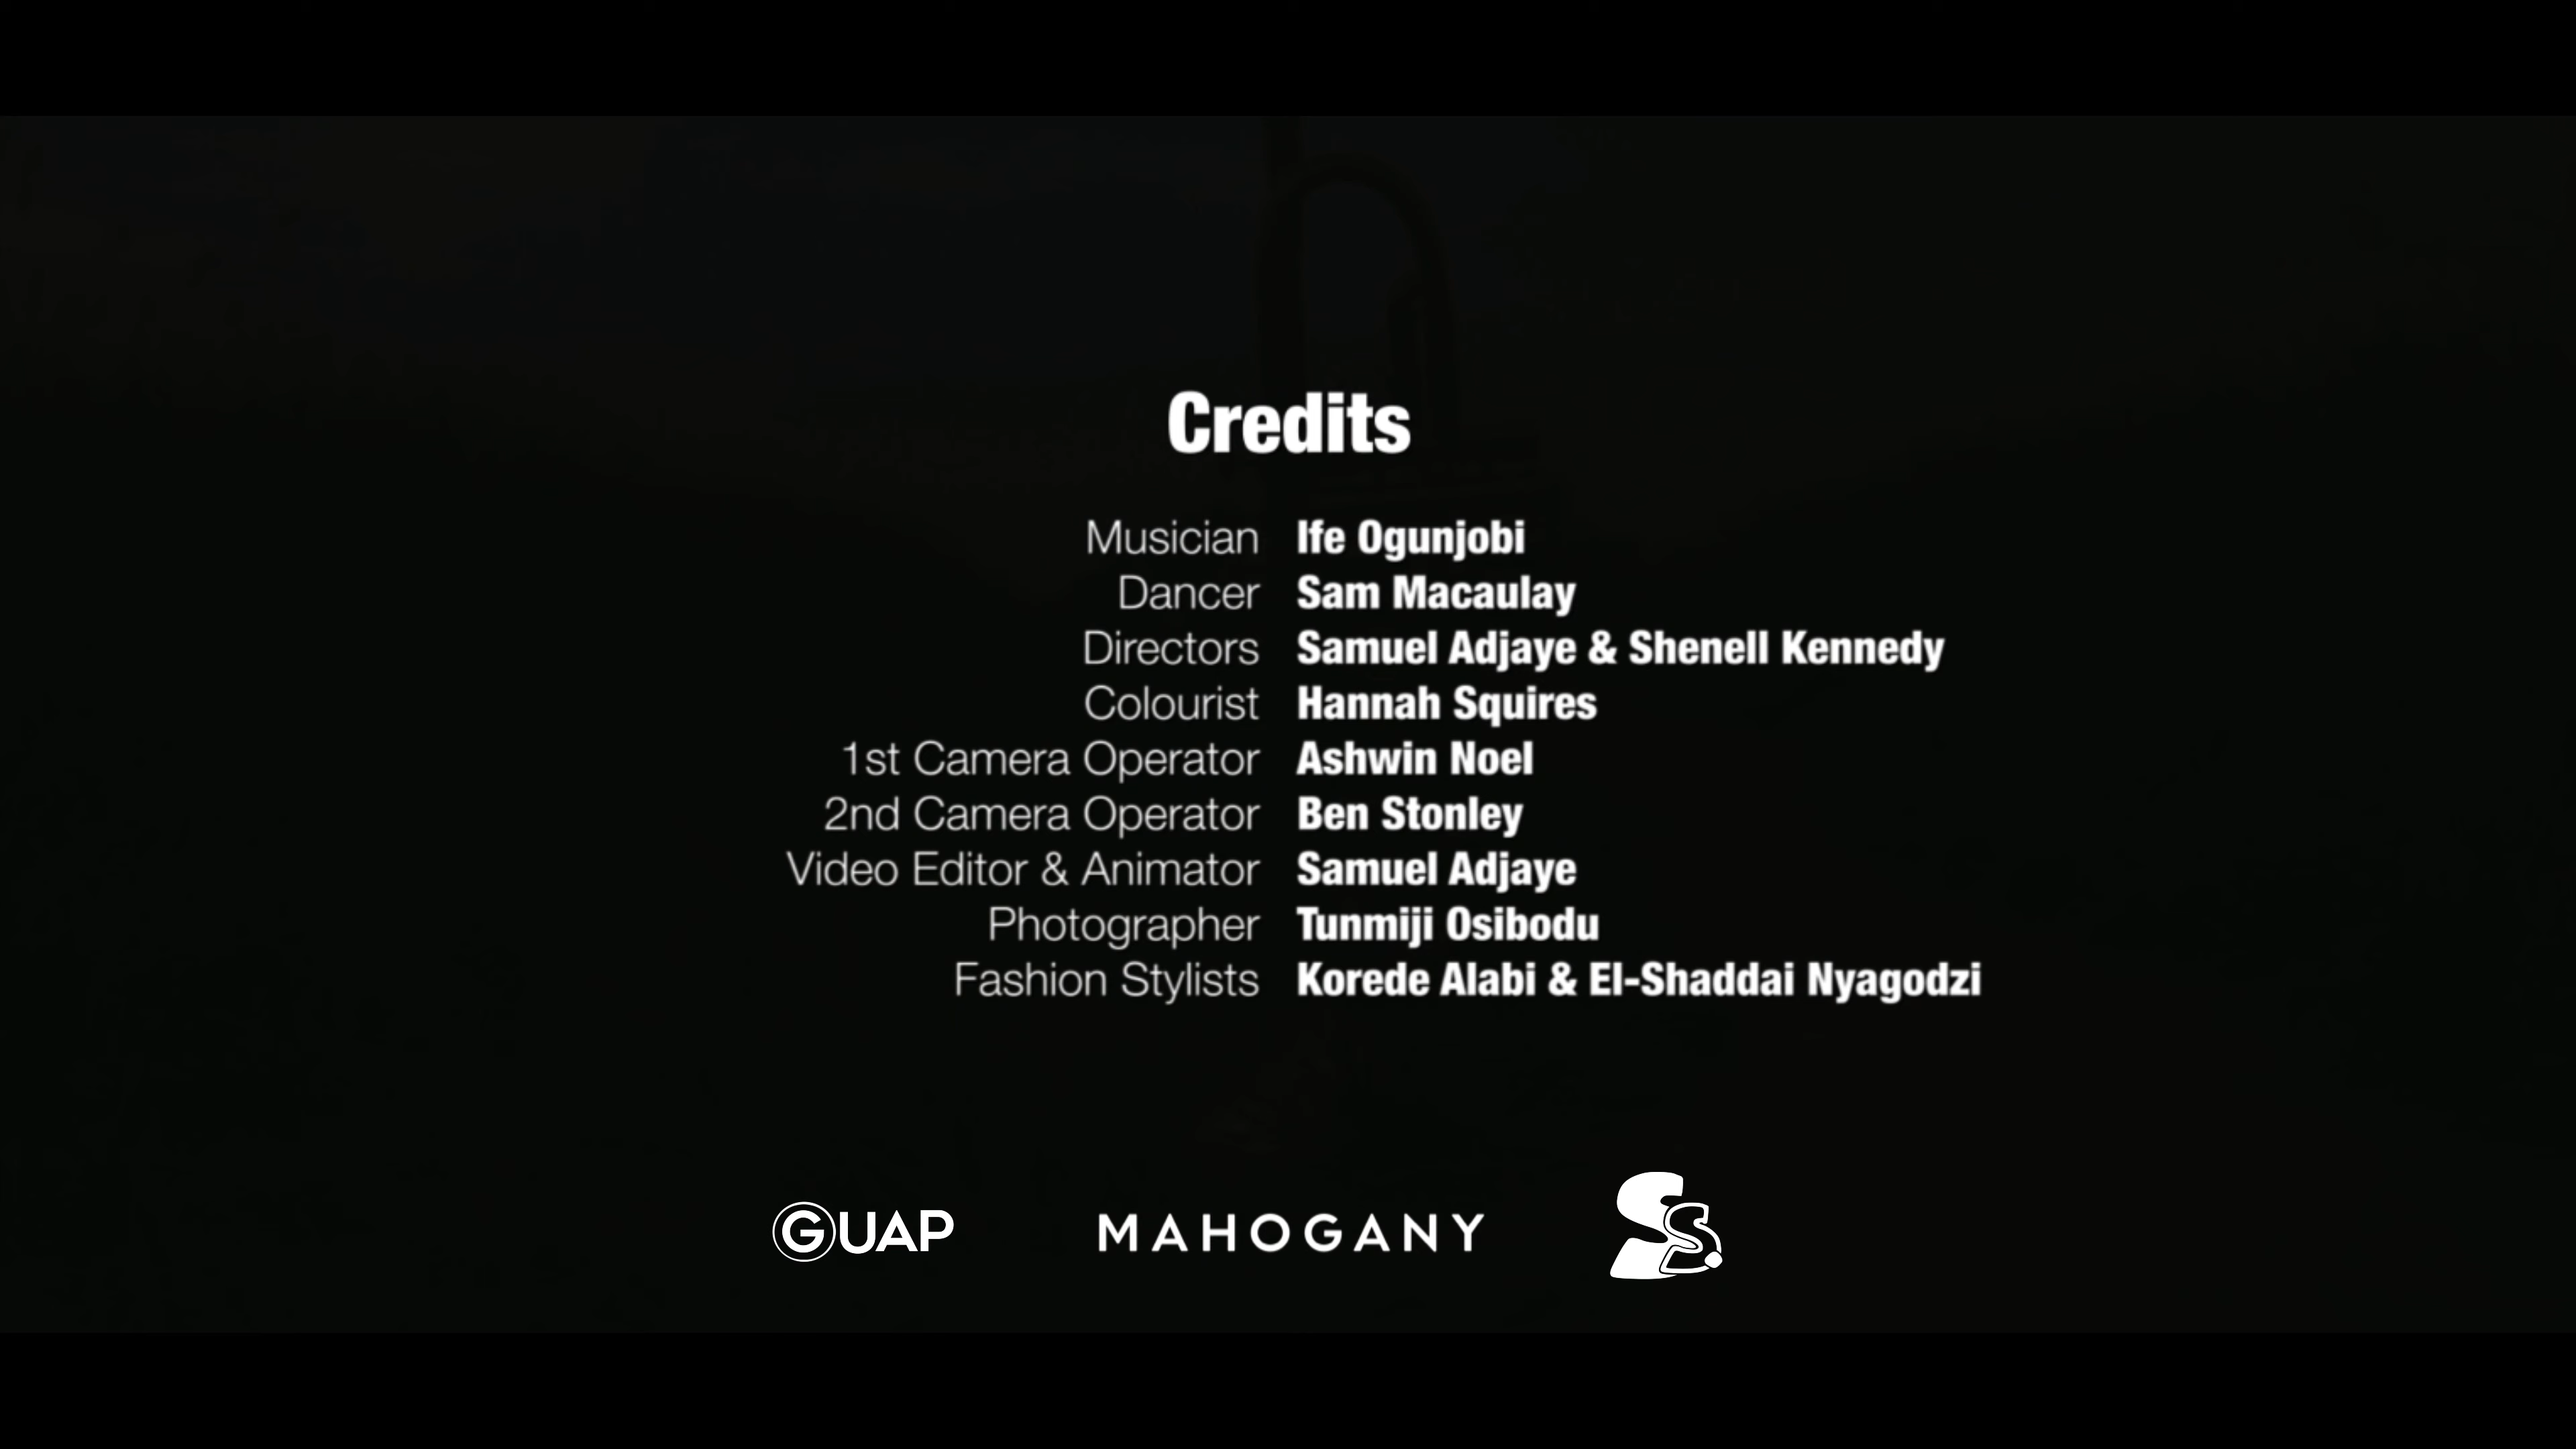 Credits
Musician Ife Ogunjobi
Dancer Sam Macaulay
Directors Samuel Adjaye & Shenell Kennedy
Colourist Hannah Squires
1st Camera Operator Ashwin Noel
2nd Camera Operator Ben Stonley
Video Editor & Animator Samuel Adjaye
Photographer Tunmiji Osibodu
Fashion Stylists Korede Alabi & El-Shaddai Nyagodzi
GUAP MAHOGANY Ss.